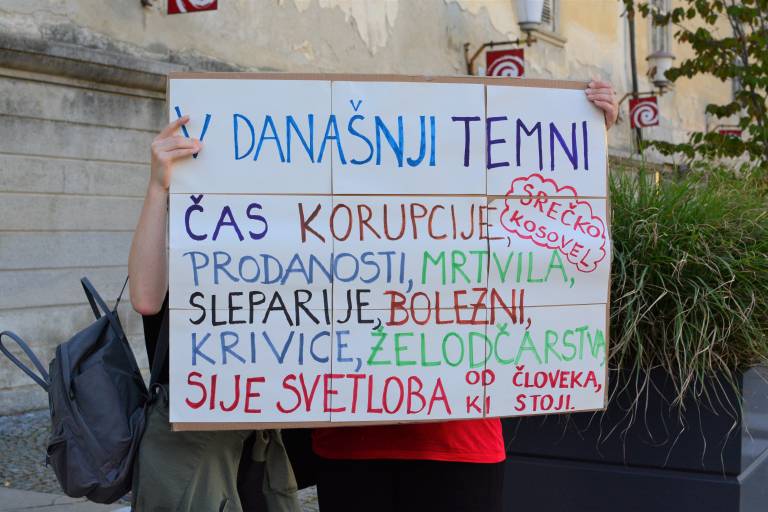 V DANAŠNJI TEMNI
ČAS KORUPCIJE,
SREČKO
KOSOVEL
PRODANOSTI, MRTVILA,
SLEPARIJE, BOLEZNI,
KRIVICE, ŽELODČARSTVA
SIJE SVETLOBA OD ČLOVEKA,
KI STOJI.